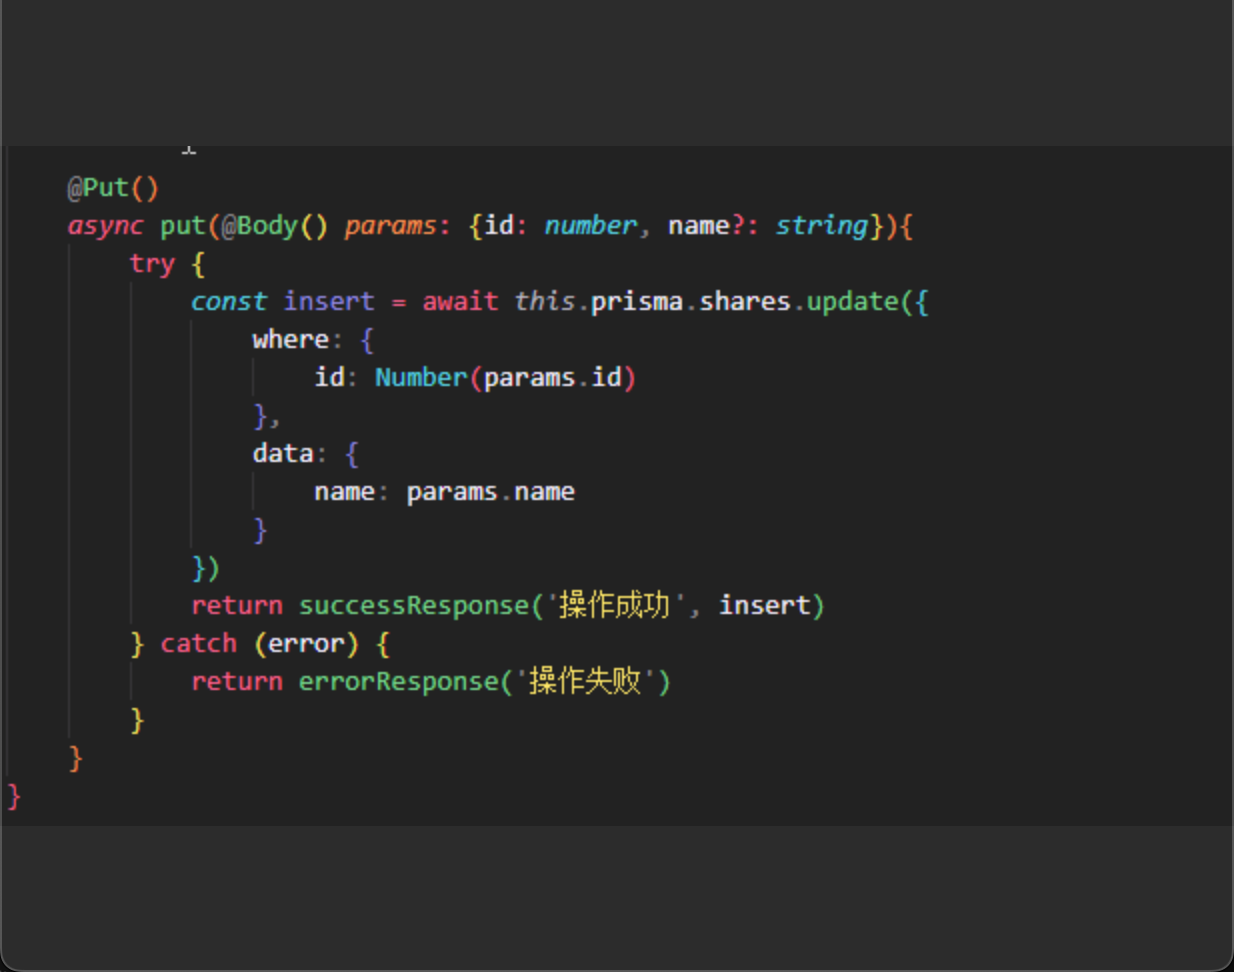 @Put()
async put(@Body() params: {id: number, name?: string}){
try {
const insert = await this.prisma.shares.update({
where: {
id: Number(params.id)
},
data: {
name: params.name
}
})
return successResponse('操作成功', insert)
} catch (error) {
return errorResponse('操作失败')
}
}
}